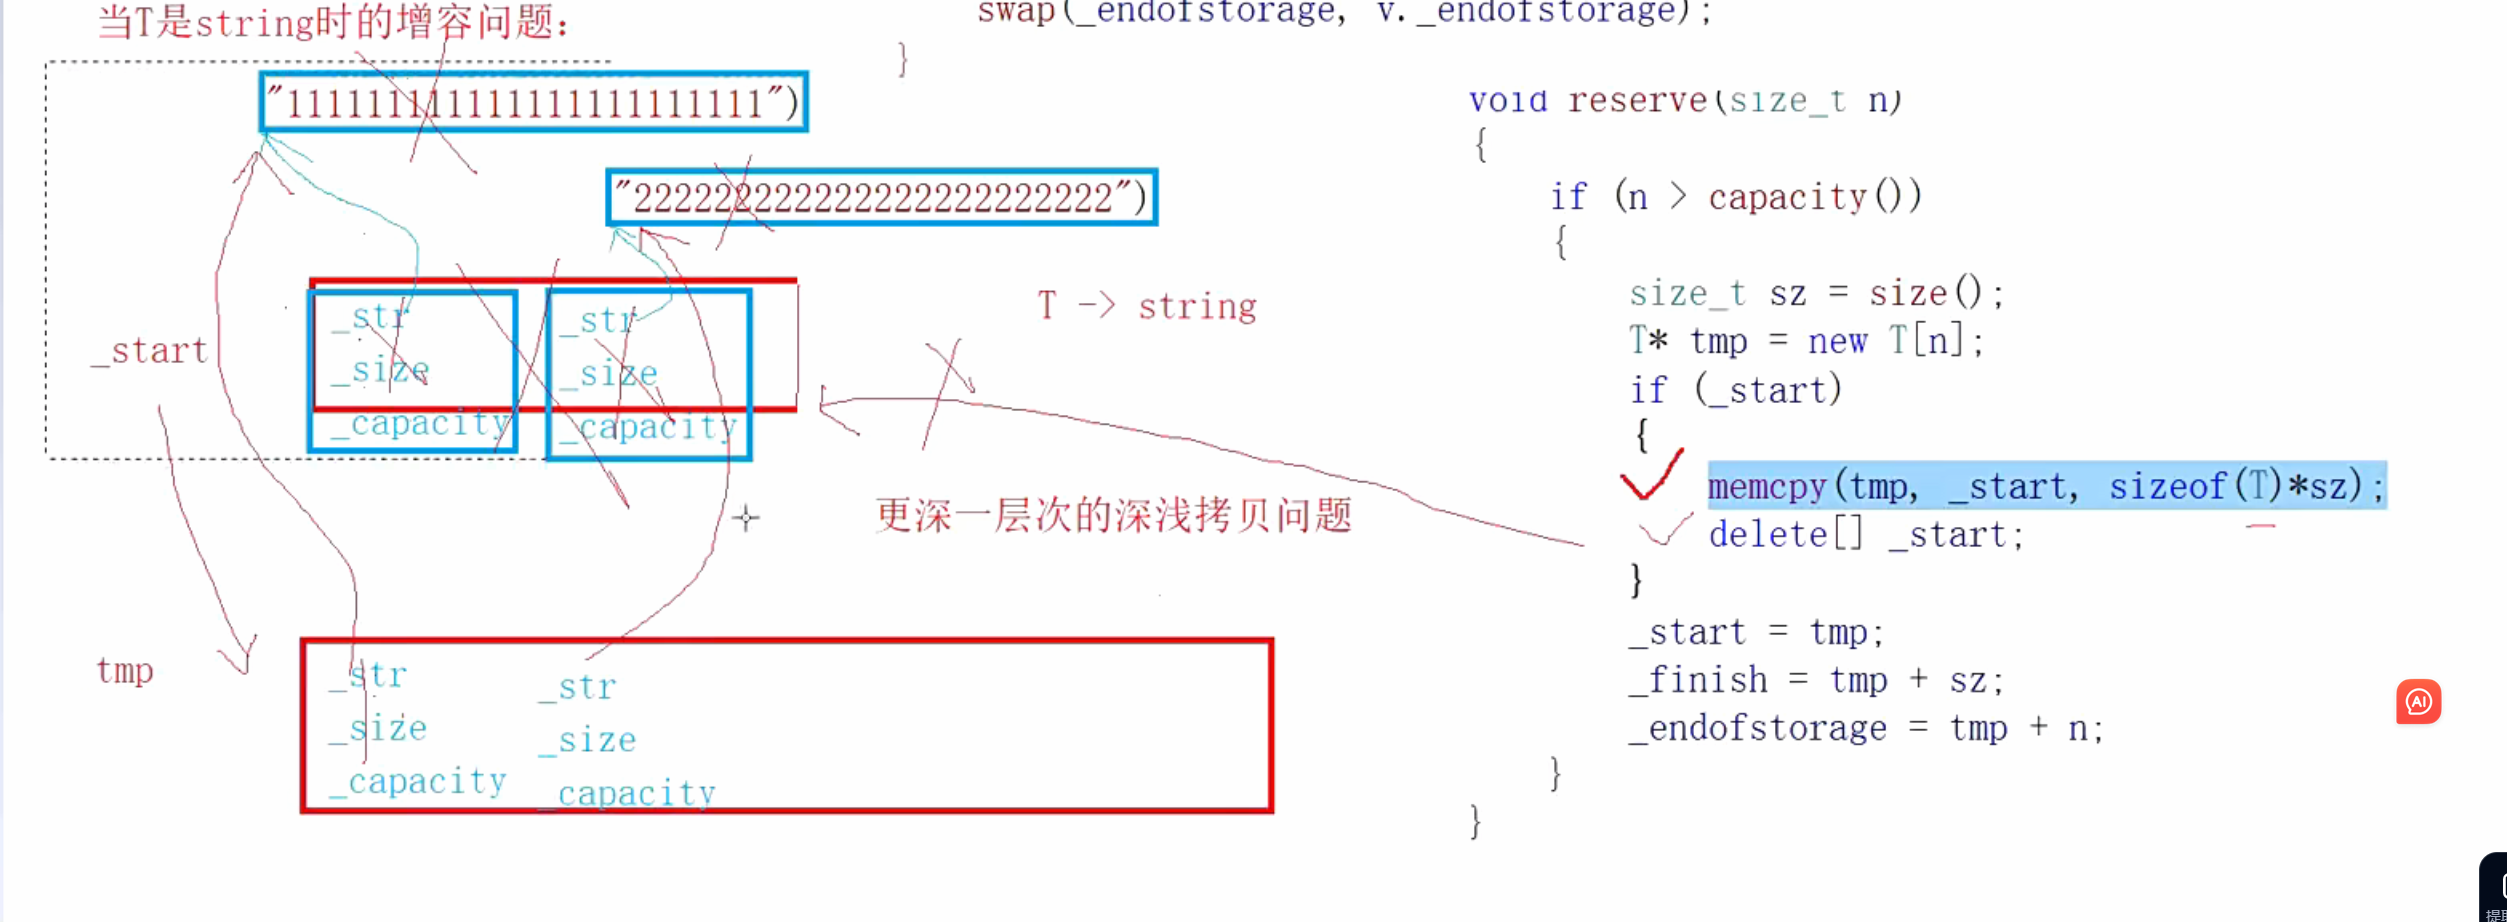 当T是string时的增容问题：
"1111111111111111111111111")
"2222222222222222222222222")
_str
_size
_capacity
_str
_size
_capacity
_start
T -> string
更深一层次的深浅拷贝问题
tmp
_str
_size
_capacity
_str
_size
_capacity
swap(_endofstorage, v._endofstorage);
}
void reserve(size_t n)
{
if (n > capacity())
{
size_t sz = size();
T* tmp = new T[n];
if (_start)
{
memcpy(tmp, _start, sizeof(T)*sz);
delete[] _start;
}
_start = tmp;
_finish = tmp + sz;
_endofstorage = tmp + n;
}
}
AI